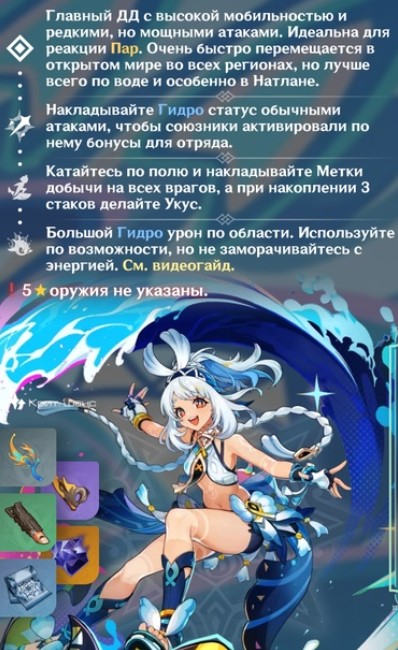 Главный ДД с высокой мобильностью и
редкими, но мощными атаками. Идеальна для
реакции Пар. Очень быстро перемещается в
открытом мире во всех регионах, но лучше
всего по воде и особенно в Натлане.
Накладывайте Гидро статус обычными
атаками, чтобы союзники активировали по
нему бонусы для отряда.
Катайтесь по полю и накладывайте Метки
добычи на всех врагов, а при накоплении 3
стаков делайте Укус.
Большой Гидро урон по области. Используйте
по возможности, но не заморачивайтесь с
энергией. См. видеогайд.
! 5★оружия не указаны.